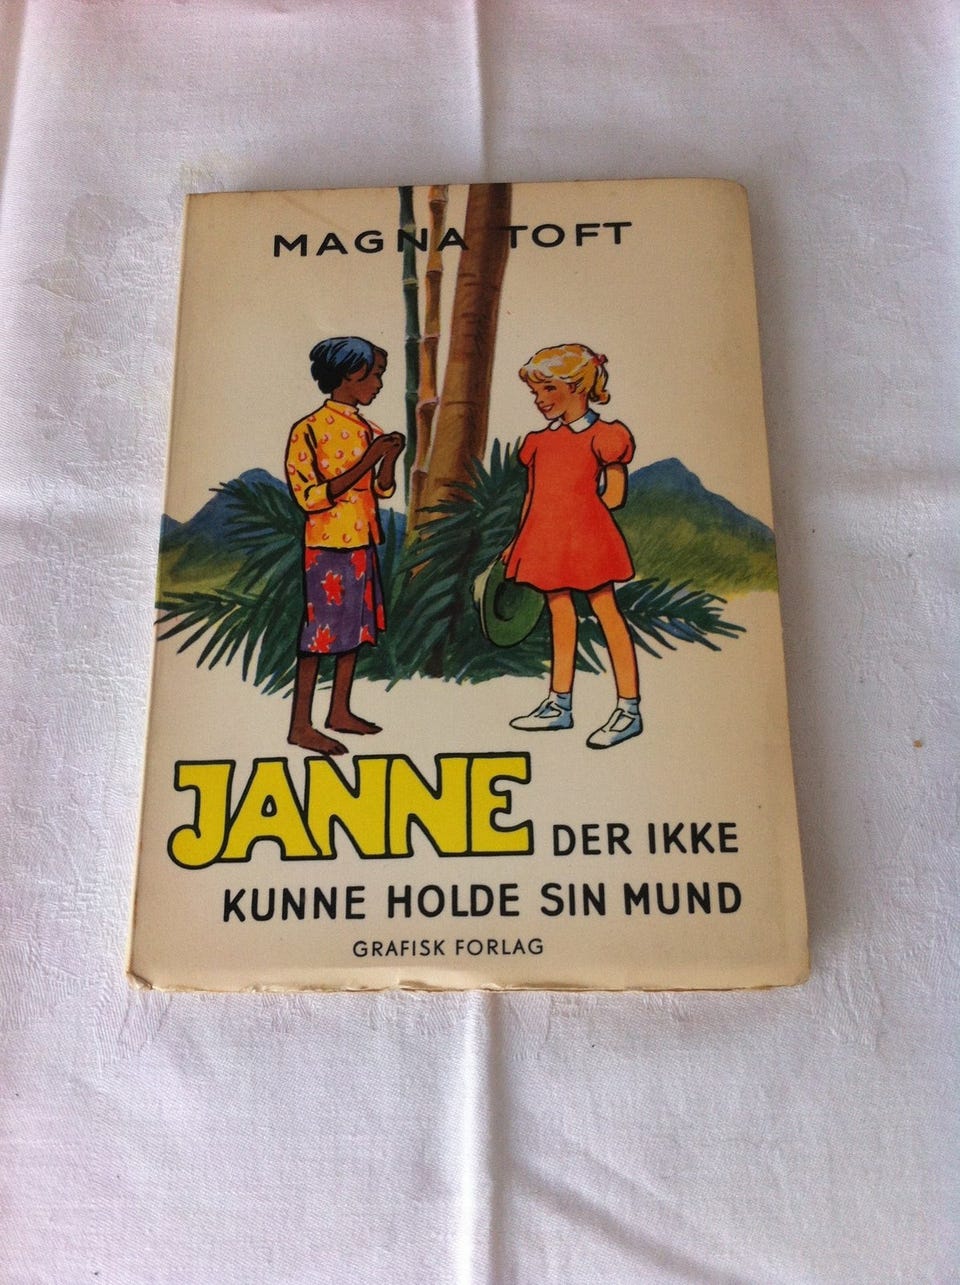 MAGNA TOFT
JANNE DER IKKE
KUNNE HOLDE SIN MUND
GRAFISK FORLAG